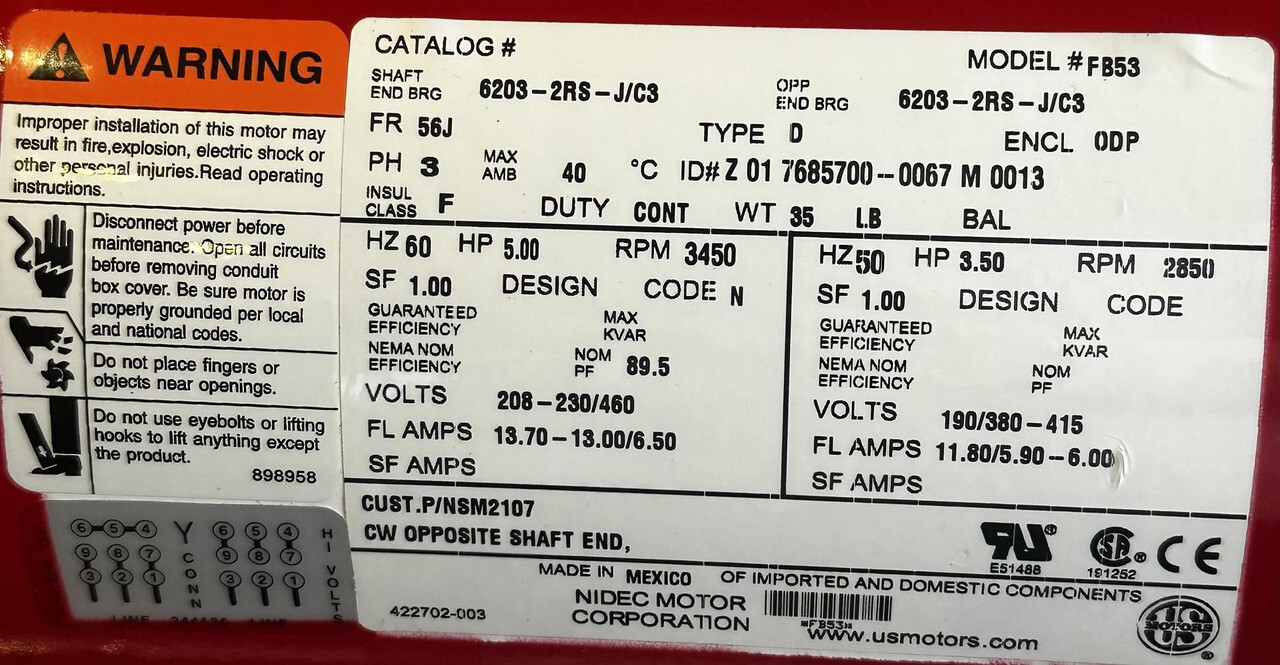 WARNING
Improper installation of this motor may
result in fire,explosion, electric shock or
other personal injuries.Read operating
instructions.
Disconnect power before
maintenance. Open all circuits
before removing conduit
box cover. Be sure motor is
properly grounded per local
and national codes.
Do not place fingers or
objects near openings.
Do not use eyebolts or lifting
hooks to lift anything except
the product.
898958
6 5 4 Y 6 5 4 HI VOLTS
9 8 7 CONN 9 8 7
3 2 1 3 2 1
LINE LINE
CATALOG # MODEL # FB53
SHAFT END BRG 6203-2RS-J/C3 OPP END BRG 6203-2RS-J/C3
FR 56J TYPE D ENCL ODP
PH 3 MAX AMB 40 °C ID# Z 01 7685700-0067 M 0013
INSUL CLASS F DUTY CONT WT 35 LB BAL
HZ 60 HP 5.00 RPM 3450
SF 1.00 DESIGN CODE N
GUARANTEED EFFICIENCY MAX KVAR
NEMA NOM EFFICIENCY NOM PF 89.5
VOLTS 208-230/460
FL AMPS 13.70-13.00/6.50
SF AMPS
HZ 50 HP 3.50 RPM 2850
SF 1.00 DESIGN CODE
GUARANTEED EFFICIENCY MAX KVAR
NEMA NOM EFFICIENCY NOM PF
VOLTS 190/380-415
FL AMPS 11.80/5.90-6.00
SF AMPS
CUST.P/NSM2107
CW OPPOSITE SHAFT END,
E51488
191252
MADE IN MEXICO OF IMPORTED AND DOMESTIC COMPONENTS
422702-003
NIDEC MOTOR
CORPORATION
*FB53*
www.usmotors.com
US MOTORS